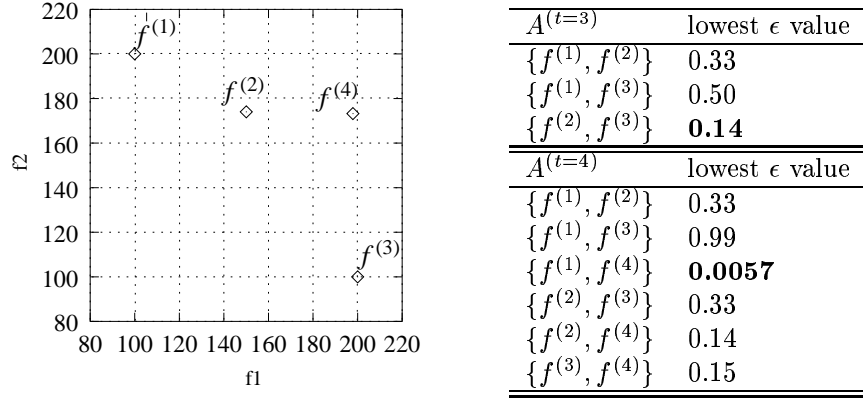 220
200
180
160
140
120
100
80
f2
80 100 120 140 160 180 200 220
f1
f^{(1)}
f^{(2)}
f^{(4)}
f^{(3)}
A^{(t=3)} lowest ϵ value
{f^{(1)}, f^{(2)}} 0.33
{f^{(1)}, f^{(3)}} 0.50
{f^{(2)}, f^{(3)}} 0.14
A^{(t=4)} lowest ϵ value
{f^{(1)}, f^{(2)}} 0.33
{f^{(1)}, f^{(3)}} 0.99
{f^{(1)}, f^{(4)}} 0.0057
{f^{(2)}, f^{(3)}} 0.33
{f^{(2)}, f^{(4)}} 0.14
{f^{(3)}, f^{(4)}} 0.15